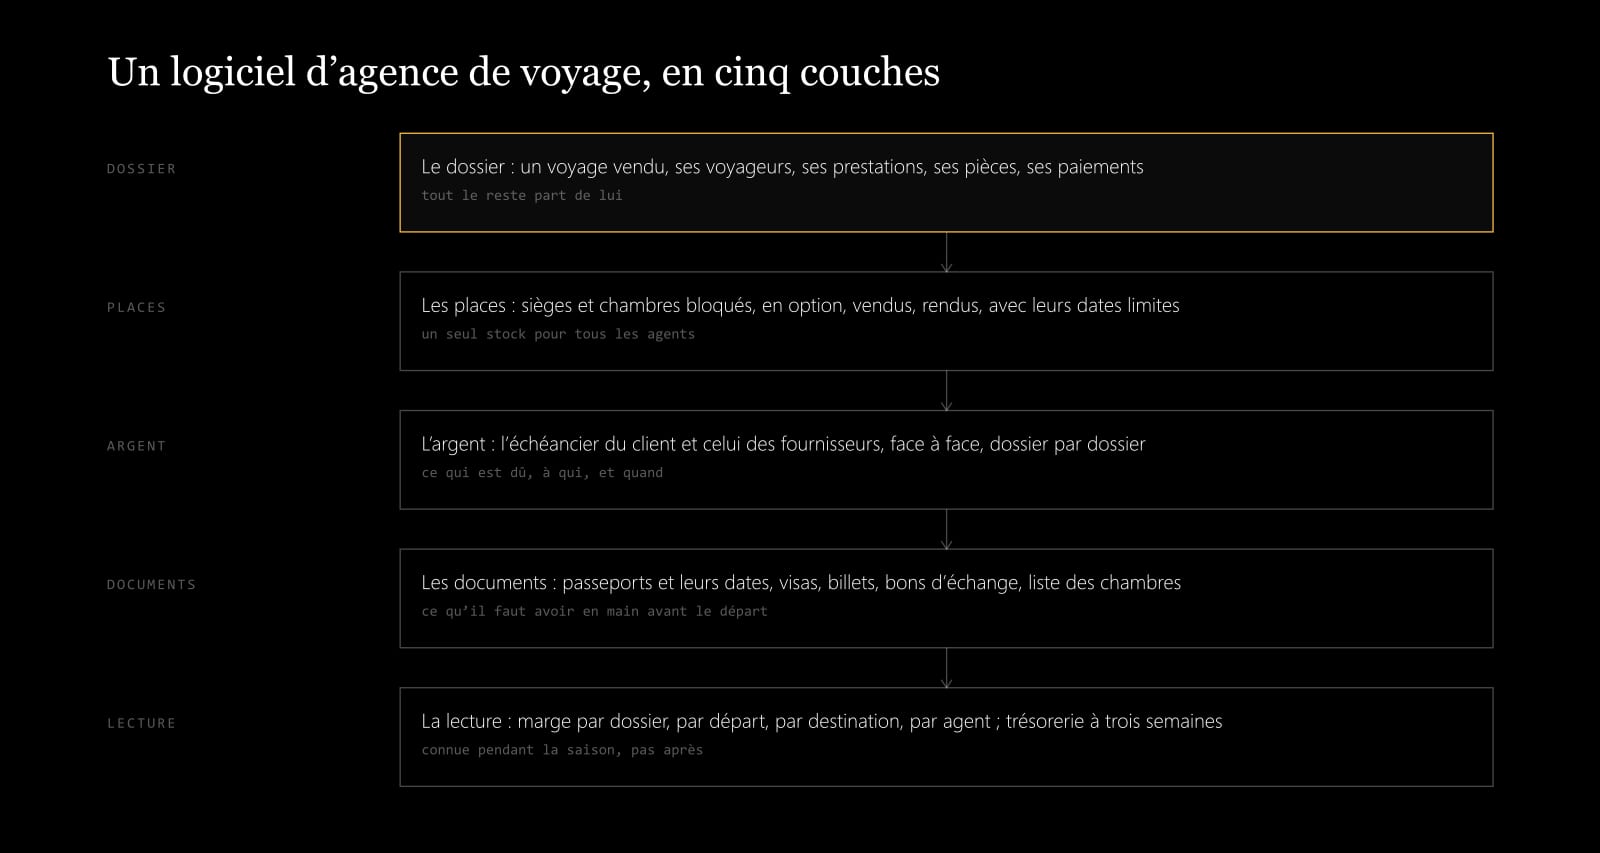 Un logiciel d’agence de voyage, en cinq couches
DOSSIER
Le dossier : un voyage vendu, ses voyageurs, ses prestations, ses pièces, ses paiements
tout le reste part de lui
PLACES
Les places : sièges et chambres bloqués, en option, vendus, rendus, avec leurs dates limites
un seul stock pour tous les agents
ARGENT
L’argent : l’échéancier du client et celui des fournisseurs, face à face, dossier par dossier
ce qui est dû, à qui, et quand
DOCUMENTS
Les documents : passeports et leurs dates, visas, billets, bons d’échange, liste des chambres
ce qu’il faut avoir en main avant le départ
LECTURE
La lecture : marge par dossier, par départ, par destination, par agent ; trésorerie à trois semaines
connue pendant la saison, pas après